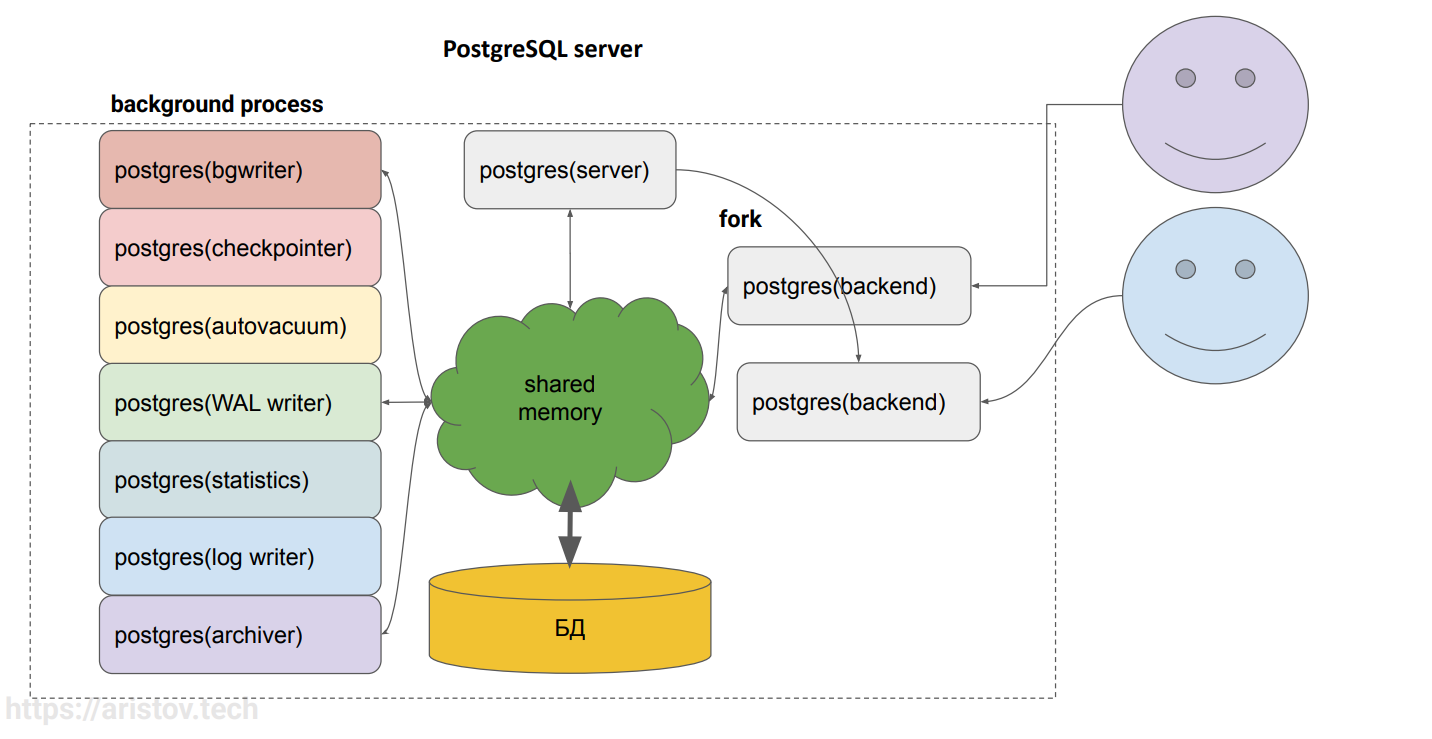 PostgreSQL server
background process
postgres(bgwriter)
postgres(checkpointer)
postgres(autovacuum)
postgres(WAL writer)
postgres(statistics)
postgres(log writer)
postgres(archiver)
postgres(server)
fork
postgres(backend)
postgres(backend)
shared
memory
БД
https://aristov.tech